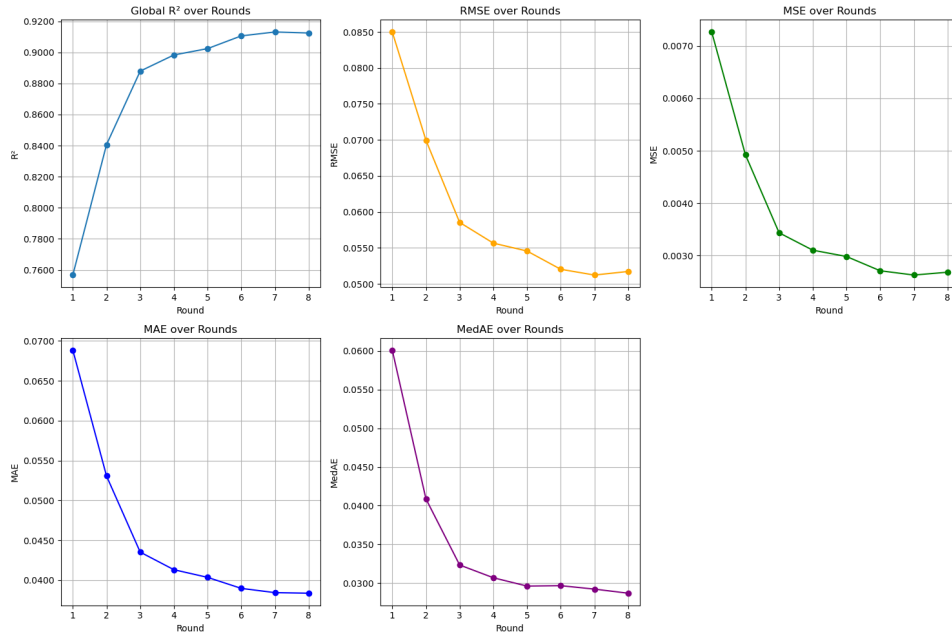 Global R² over Rounds
0.9200
0.9000
0.8800
0.8600
0.8400
0.8200
0.8000
0.7800
0.7600
R²
1 2 3 4 5 6 7 8
Round
RMSE over Rounds
0.0850
0.0800
0.0750
0.0700
0.0650
0.0600
0.0550
0.0500
RMSE
1 2 3 4 5 6 7 8
Round
MSE over Rounds
0.0070
0.0060
0.0050
0.0040
0.0030
MSE
1 2 3 4 5 6 7 8
Round
MAE over Rounds
0.0700
0.0650
0.0600
0.0550
0.0500
0.0450
0.0400
MAE
1 2 3 4 5 6 7 8
Round
MedAE over Rounds
0.0600
0.0550
0.0500
0.0450
0.0400
0.0350
0.0300
MedAE
1 2 3 4 5 6 7 8
Round